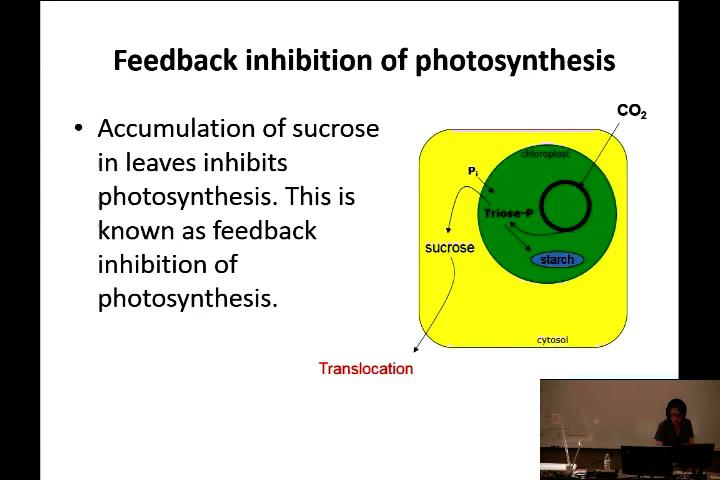 Feedback inhibition of photosynthesis
• Accumulation of sucrose
in leaves inhibits
photosynthesis. This is
known as feedback
inhibition of
photosynthesis.
CO2
chloroplast
Pi
Triose-P
sucrose
starch
cytosol
Translocation